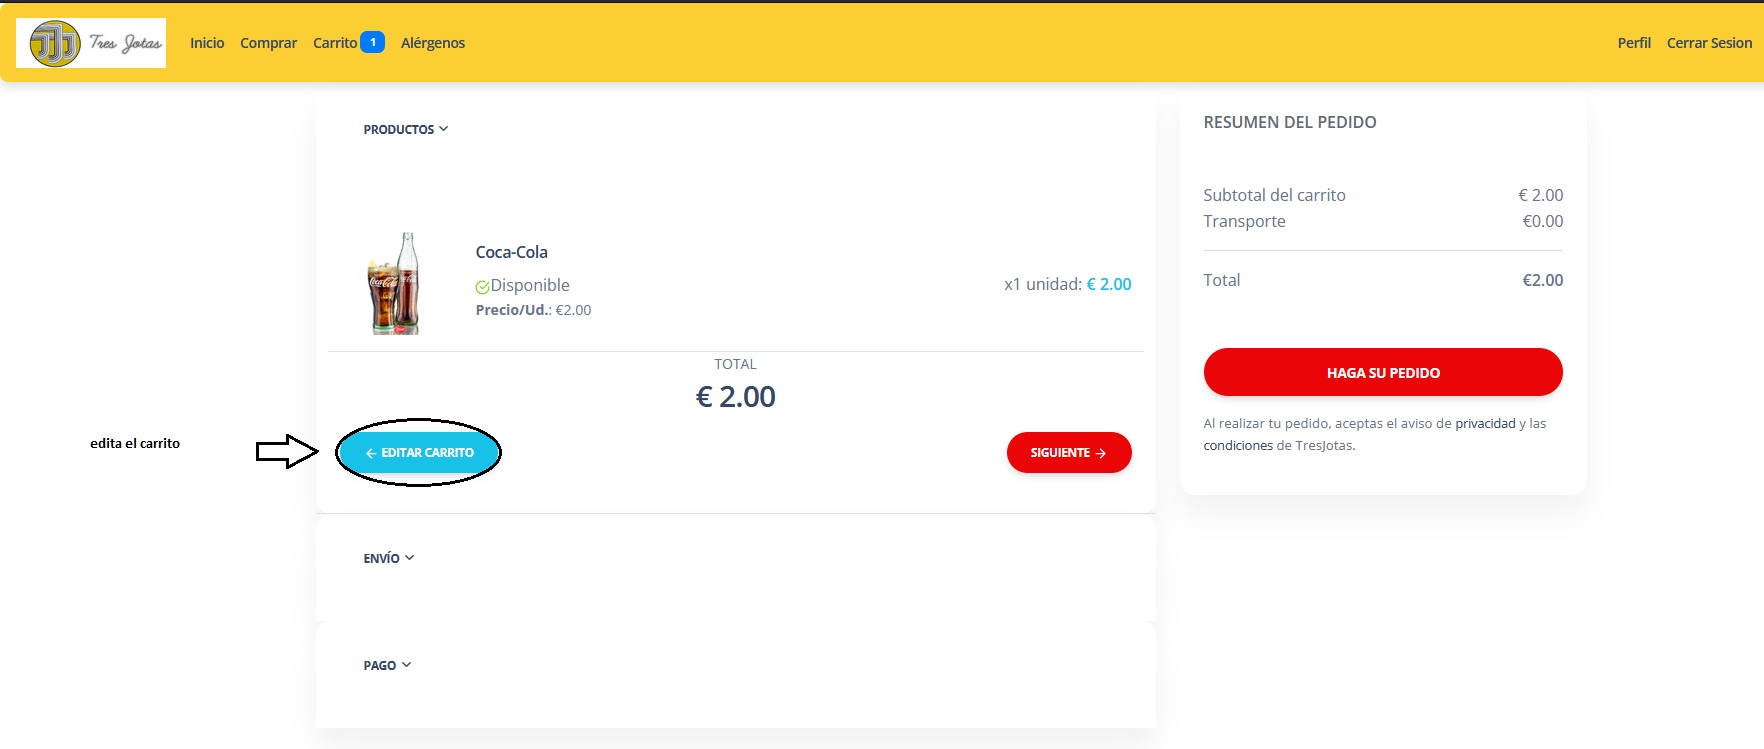 Tres Jotas
Inicio
Comprar
Carrito 1
Alérgenos
Perfil
Cerrar Sesion
PRODUCTOS
Coca-Cola
Disponible
Precio/Ud.: €2.00
x1 unidad: € 2.00
TOTAL
€ 2.00
edita el carrito
← EDITAR CARRITO
SIGUIENTE →
ENVÍO
PAGO
RESUMEN DEL PEDIDO
Subtotal del carrito € 2.00
Transporte €0.00
Total €2.00
HAGA SU PEDIDO
Al realizar tu pedido, aceptas el aviso de privacidad y las
condiciones de TresJotas.